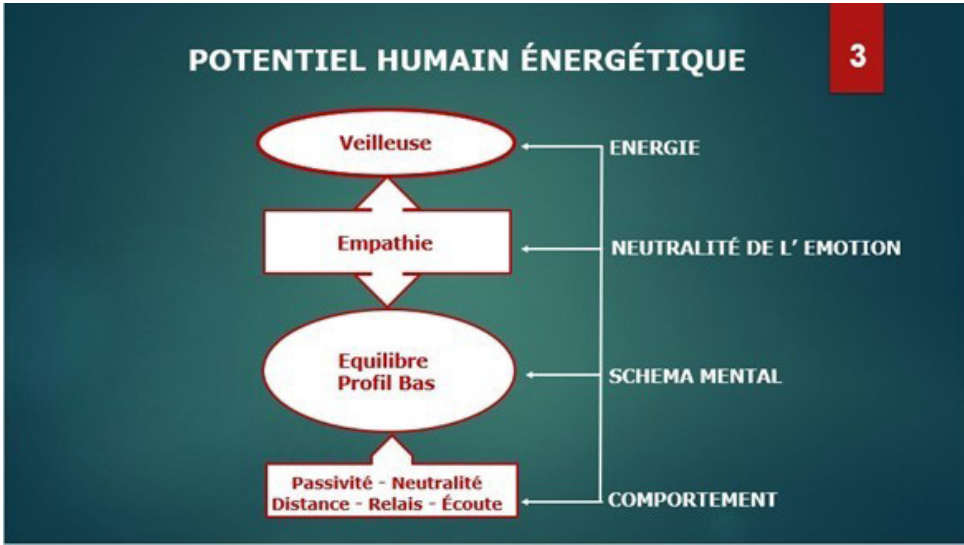 POTENTIEL HUMAIN ÉNERGÉTIQUE
3
Veilleuse
ENERGIE
Empathie
NEUTRALITÉ DE L' EMOTION
Equilibre
Profil Bas
SCHEMA MENTAL
Passivité - Neutralité
Distance - Relais - Écoute
COMPORTEMENT